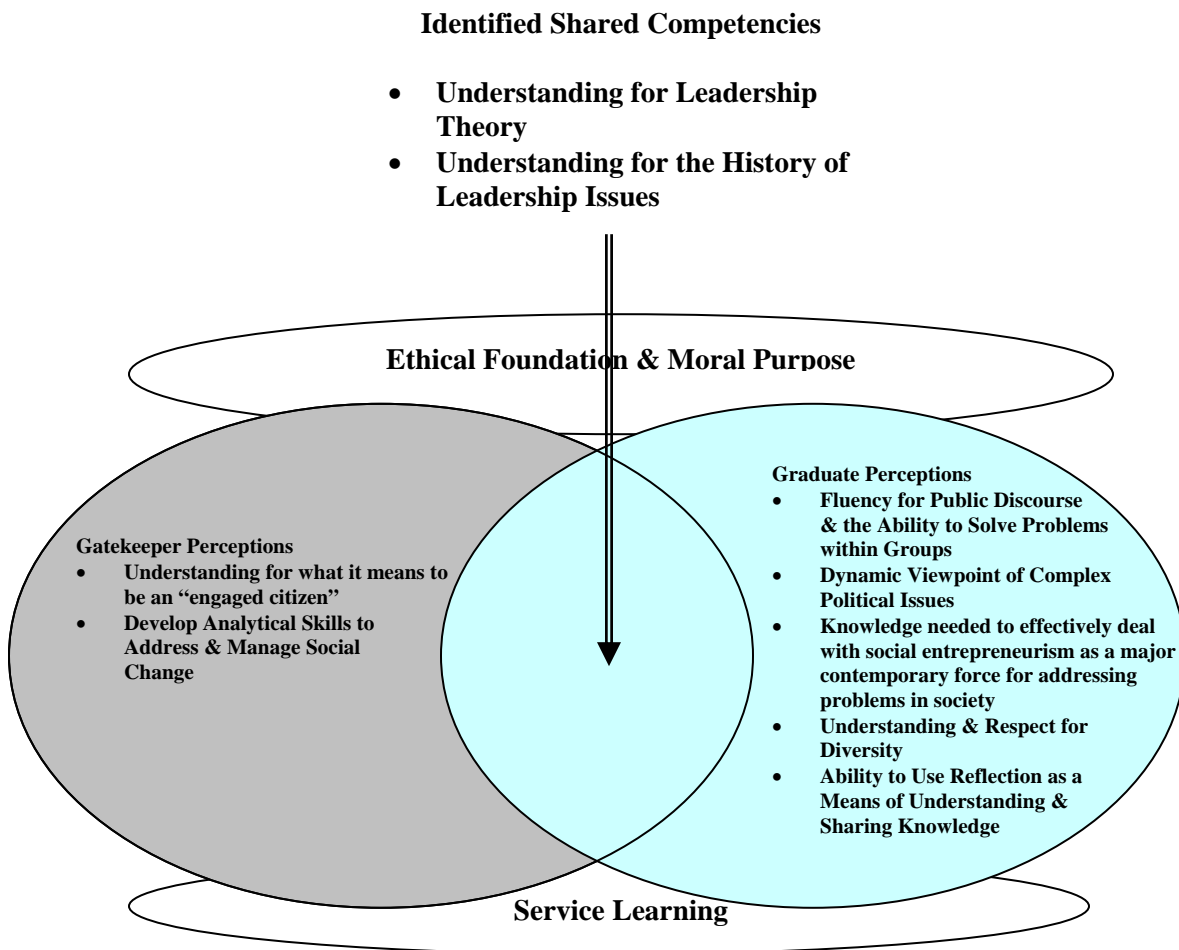 Identified Shared Competencies
• Understanding for Leadership
Theory
• Understanding for the History of
Leadership Issues
Ethical Foundation & Moral Purpose
Gatekeeper Perceptions
• Understanding for what it means to
be an “engaged citizen”
• Develop Analytical Skills to
Address & Manage Social
Change
Graduate Perceptions
• Fluency for Public Discourse
& the Ability to Solve Problems
within Groups
• Dynamic Viewpoint of Complex
Political Issues
• Knowledge needed to effectively deal
with social entrepreneurism as a major
contemporary force for addressing
problems in society
• Understanding & Respect for
Diversity
• Ability to Use Reflection as a
Means of Understanding &
Sharing Knowledge
Service Learning